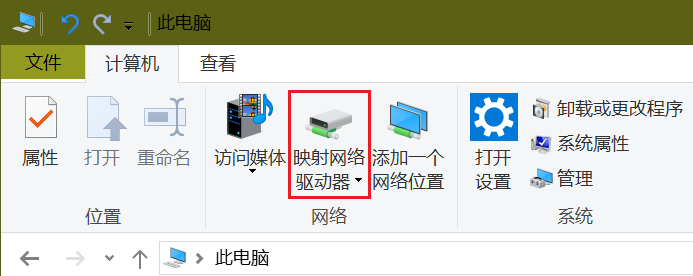 此电脑
文件
计算机
查看
属性
打开
重命名
访问媒体
映射网络
驱动器
添加一个
网络位置
打开
设置
卸载或更改程序
系统属性
管理
位置
网络
系统
此电脑